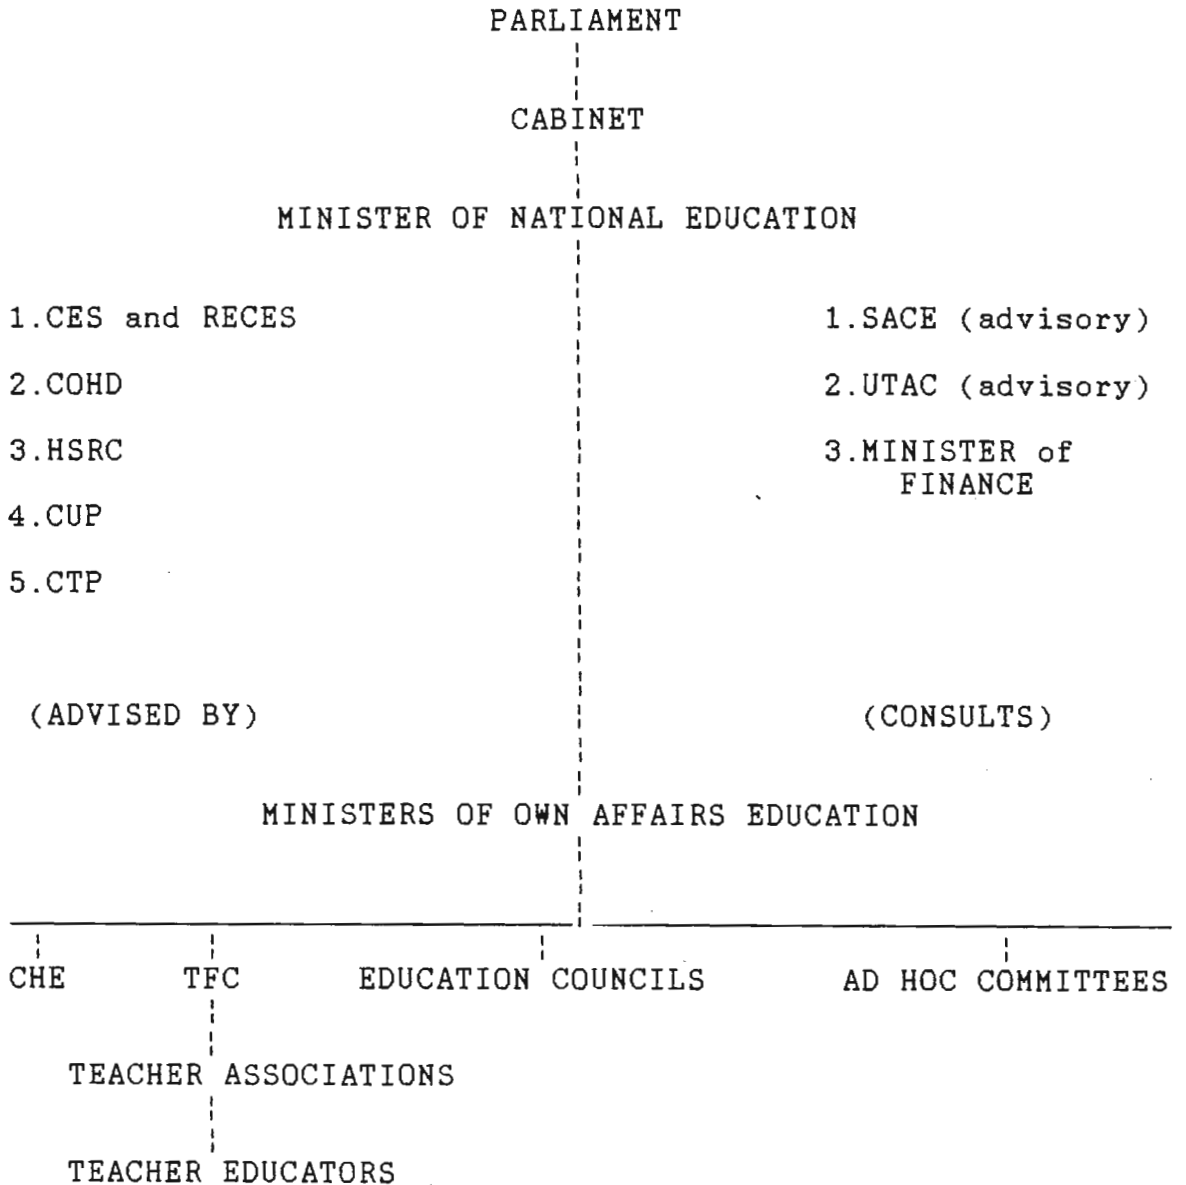 PARLIAMENT
CABINET
MINISTER OF NATIONAL EDUCATION
1.CES and RECES
1.SACE (advisory)
2.COHD
2.UTAC (advisory)
3.HSRC
3.MINISTER of
FINANCE
4.CUP
5.CTP
(ADVISED BY)
(CONSULTS)
MINISTERS OF OWN AFFAIRS EDUCATION
CHE TFC EDUCATION COUNCILS AD HOC COMMITTEES
TEACHER ASSOCIATIONS
TEACHER EDUCATORS